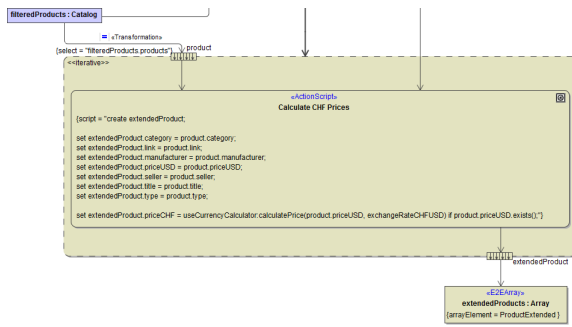 filteredProducts : Catalog
= «Transformation»
{select = "filteredProducts.products"}
product
<<iterative>>
«ActionScript»
Calculate CHF Prices
{script = "create extendedProduct;
set extendedProduct.category = product.category;
set extendedProduct.link = product.link;
set extendedProduct.manufacturer = product.manufacturer;
set extendedProduct.priceUSD = product.priceUSD;
set extendedProduct.seller = product.seller;
set extendedProduct.title = product.title;
set extendedProduct.type = product.type;
set extendedProduct.priceCHF = useCurrencyCalculator.calculatePrice(product.priceUSD, exchangeRateCHFUSD) if product.priceUSD.exists();"}
extendedProduct
«E2EArray»
extendedProducts : Array
{arrayElement = ProductExtended }